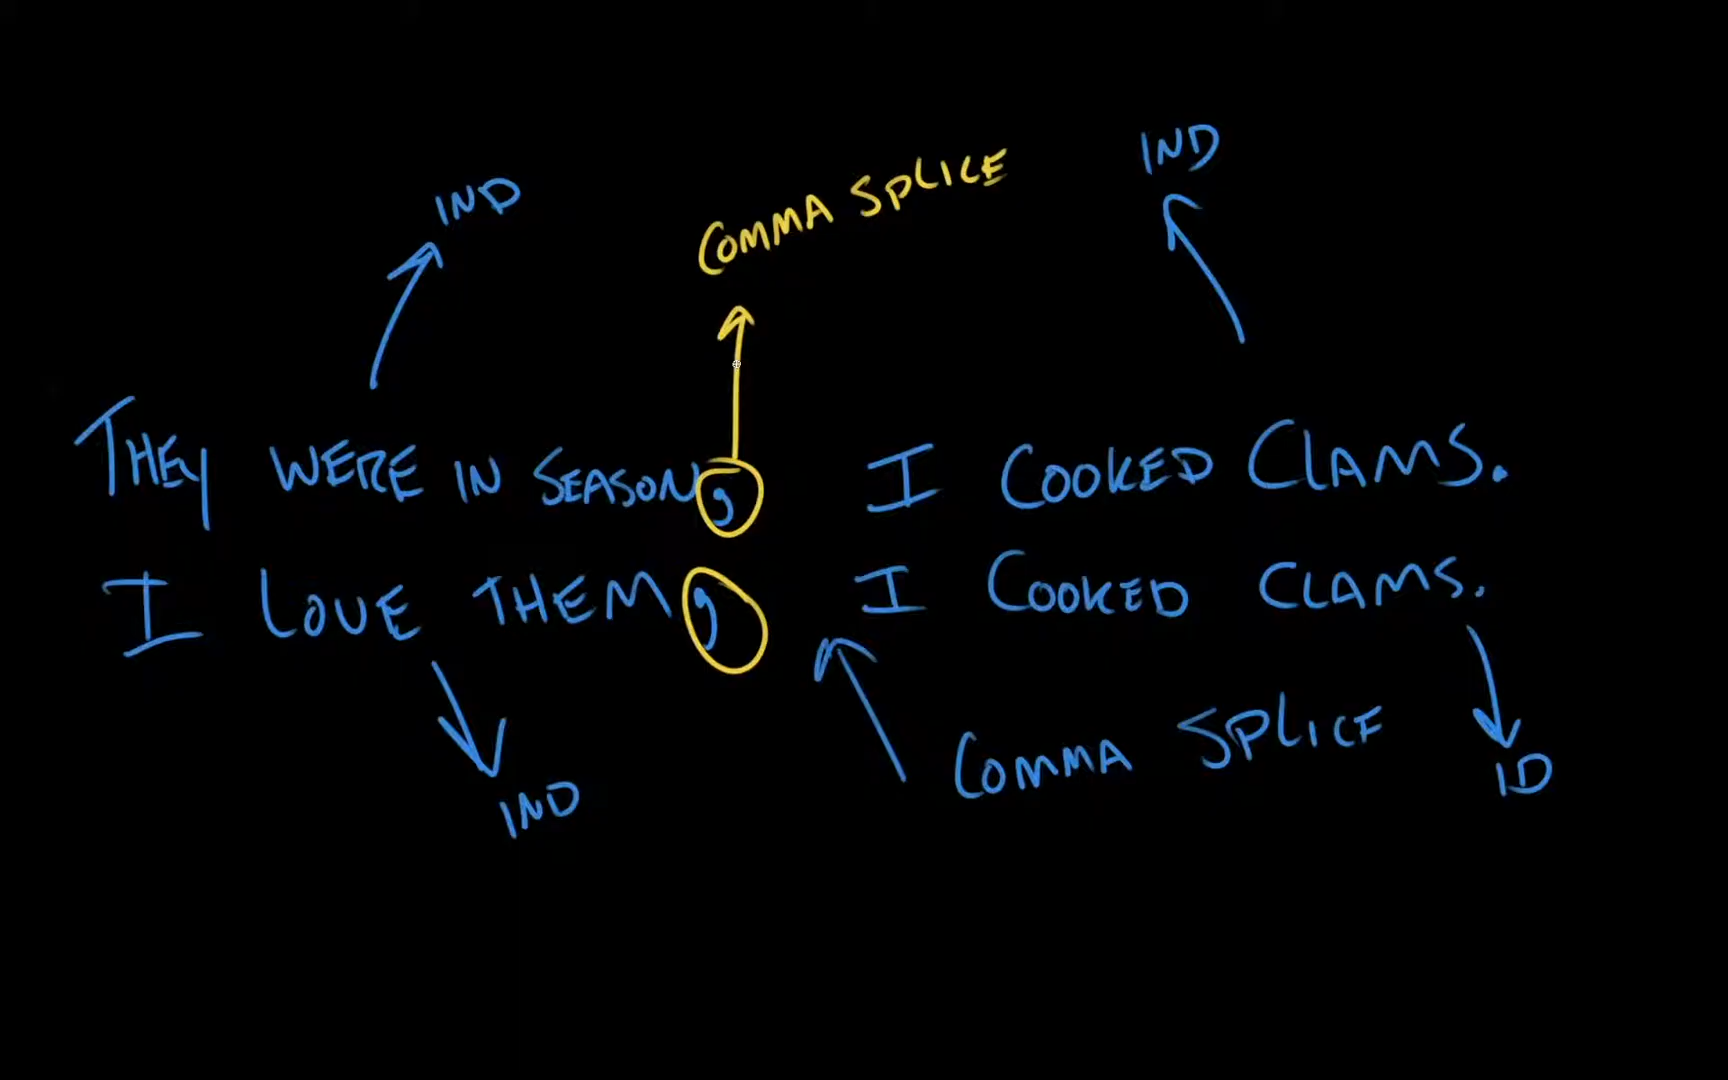 IND
COMMA SPLICE
IND
THEY WERE IN SEASON, I COOKED CLAMS.
I LOVE THEM, I COOKED CLAMS.
COMMA SPLICE
IND
ID